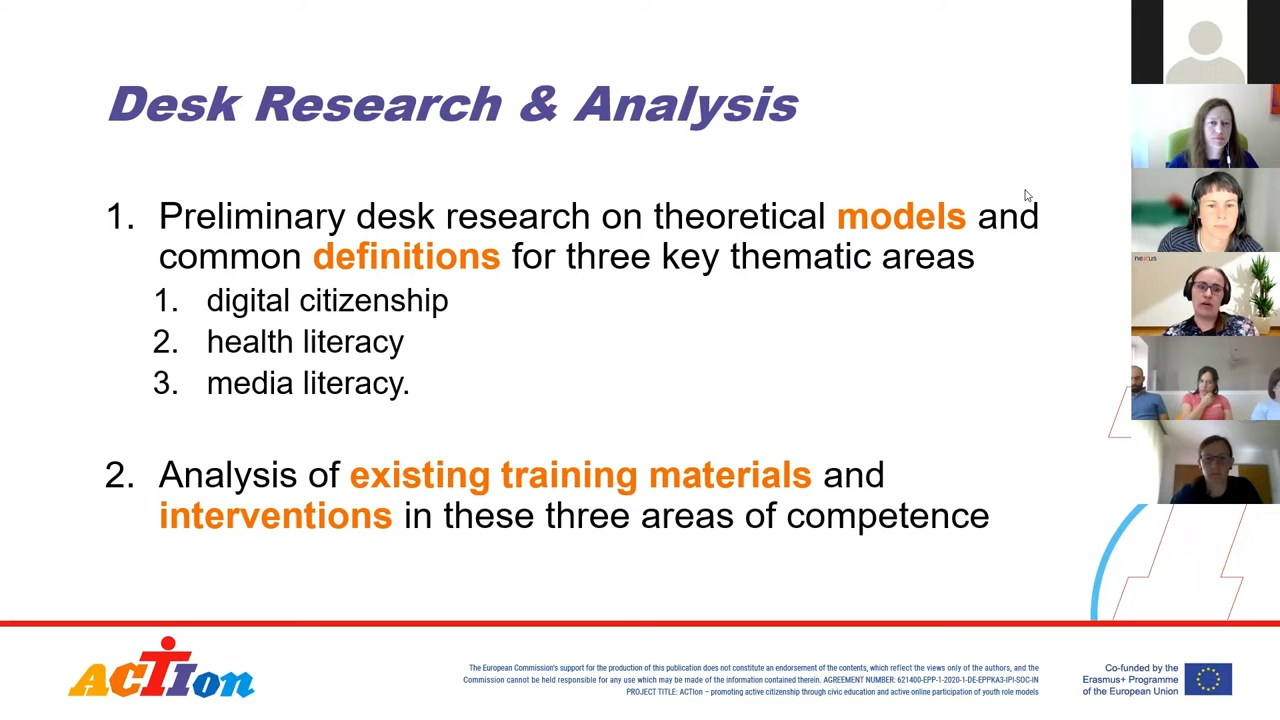 Desk Research & Analysis
1. Preliminary desk research on theoretical models and
common definitions for three key thematic areas
1. digital citizenship
2. health literacy
3. media literacy.
2. Analysis of existing training materials and
interventions in these three areas of competence
nexus
ACTIon
The European Commission's support for the production of this publication does not constitute an endorsement of the contents, which reflect the views only of the authors, and the
Commission cannot be held responsible for any use which may be made of the information contained therein. AGREEMENT NUMBER: 621400-EPP-1-2020-1-DE-EPPKA3-IPI-SOC-IN
PROJECT TITLE: ACTIon – promoting active citizenship through civic education and active online participation of youth role models
Co-funded by the
Erasmus+ Programme
of the European Union